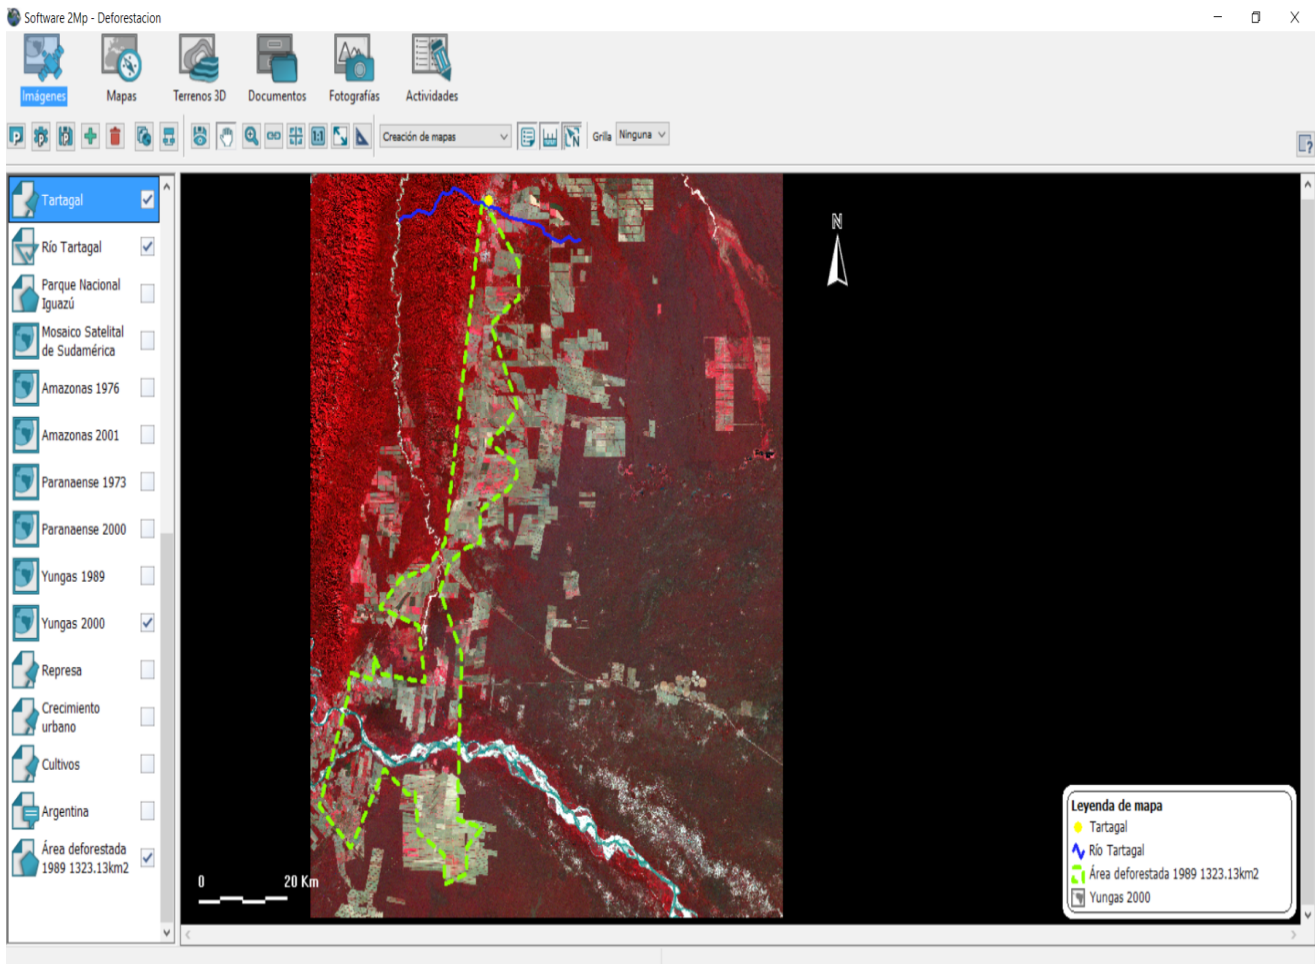 Software 2Mp - Deforestacion
Imágenes
Mapas
Terrenos 3D
Documentos
Fotografías
Actividades
P
P
P
1:1
Creación de mapas
N
Grilla
Ninguna
?
Tartagal
Río Tartagal
Parque Nacional
Iguazú
Mosaico Satelital
de Sudamérica
Amazonas 1976
Amazonas 2001
Paranaense 1973
Paranaense 2000
Yungas 1989
Yungas 2000
Represa
Crecimiento
urbano
Cultivos
Argentina
Área deforestada
1989 1323.13km2
N
0 20 Km
Leyenda de mapa
Tartagal
Río Tartagal
Área deforestada 1989 1323.13km2
Yungas 2000